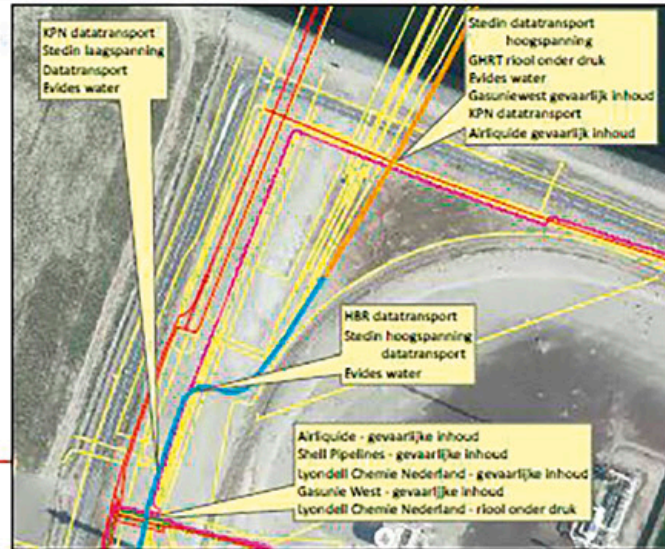 KPN datatransport
Stedin laagspanning
Datatransport
Evides water
Stedin datatransport
hoogspanning
GHRT riool onder druk
Evides water
Gasuniewest gevaarlijk inhoud
KPN datatransport
Airliquide gevaarlijk inhoud
HBR datatransport
Stedin hoogspanning
datatransport
Evides water
Airliquide - gevaarlijke inhoud
Shell Pipelines - gevaarlijke inhoud
Lyondell Chemie Nederland - gevaarlijke inhoud
Gasunie West - gevaarlijke inhoud
Lyondell Chemie Nederland - riool onder druk